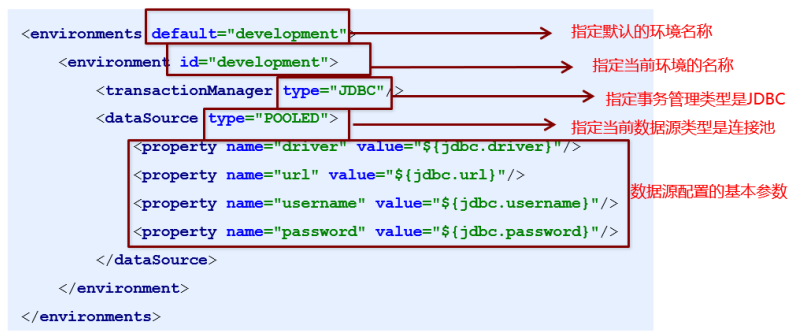 <environments default="development"> 指定默认的环境名称
<environment id="development"> 指定当前环境的名称
<transactionManager type="JDBC"/> 指定事务管理类型是JDBC
<dataSource type="POOLED"> 指定当前数据源类型是连接池
<property name="driver" value="${jdbc.driver}"/>
<property name="url" value="${jdbc.url}"/>
数据源配置的基本参数
<property name="username" value="${jdbc.username}"/>
<property name="password" value="${jdbc.password}"/>
</dataSource>
</environment>
</environments>